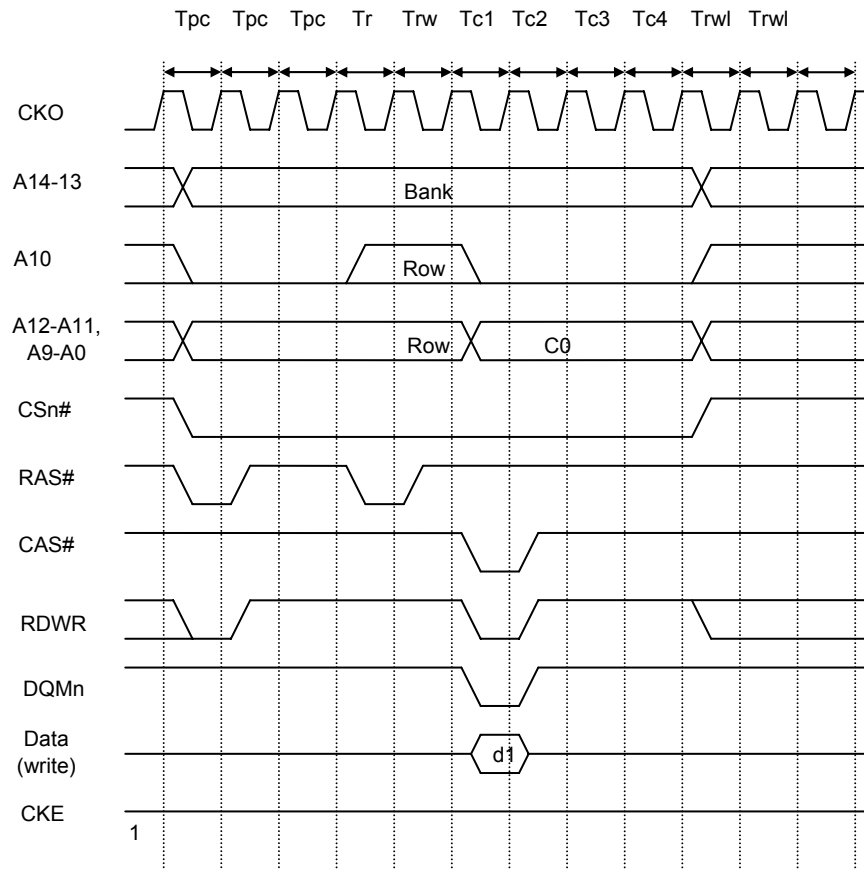 Tpc Tpc Tpc Tr Trw Tc1 Tc2 Tc3 Tc4 Trwl Trwl
CKO
A14-13
Bank
A10
Row
A12-A11,
A9-A0
Row C0
CSn#
RAS#
CAS#
RDWR
DQMn
Data
(write)
d1
CKE
1